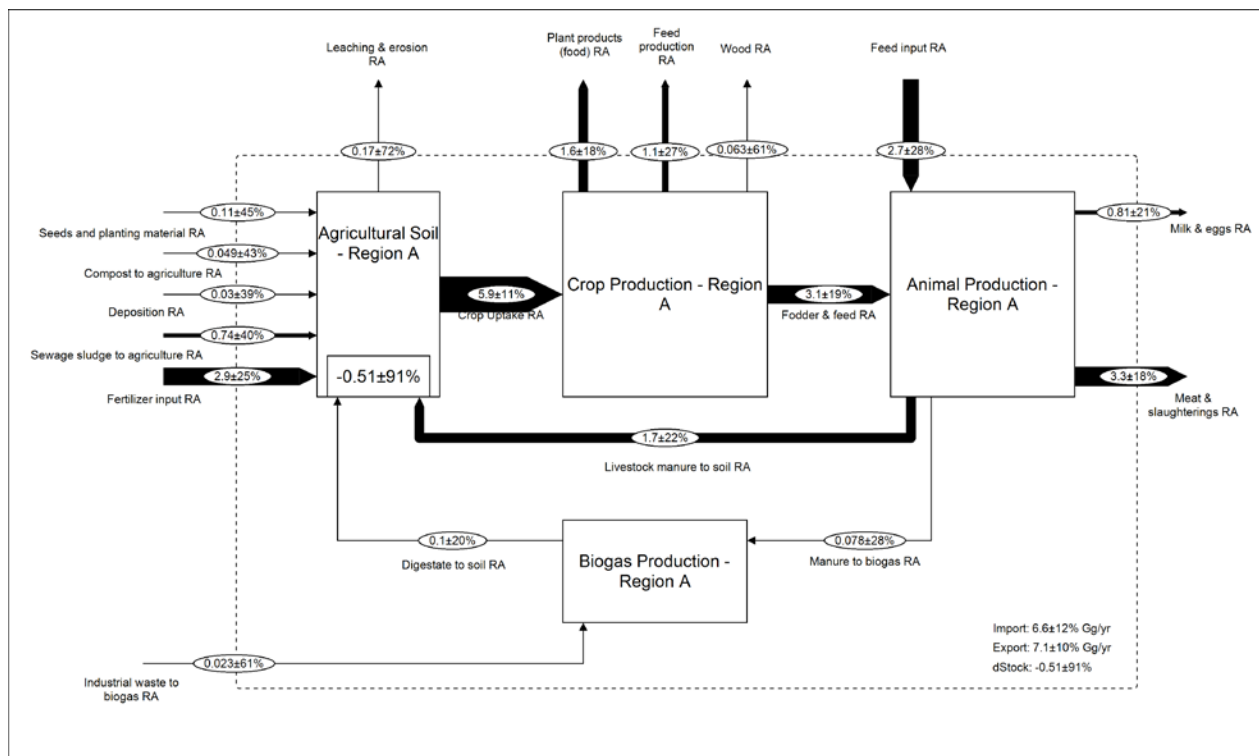 Leaching & erosion
RA
Plant products
(food) RA
Feed
production
RA
Wood RA
Feed input RA
0.17±72%
1.6±18%
1.1±27%
0.063±61%
2.7±28%
0.11±45%
Seeds and planting material RA
0.049±43%
Compost to agriculture RA
0.03±39%
Deposition RA
0.74±40%
Sewage sludge to agriculture RA
2.9±25%
Fertilizer input RA
Agricultural Soil
- Region A
-0.51±91%
5.9±11%
Crop Uptake RA
Crop Production - Region
A
3.1±19%
Fodder & feed RA
Animal Production -
Region A
0.81±21%
Milk & eggs RA
3.3±18%
Meat &
slaughterings RA
1.7±22%
Livestock manure to soil RA
0.1±20%
Digestate to soil RA
Biogas Production -
Region A
0.078±28%
Manure to biogas RA
0.023±61%
Industrial waste to
biogas RA
Import: 6.6±12% Gg/yr
Export: 7.1±10% Gg/yr
dStock: -0.51±91%